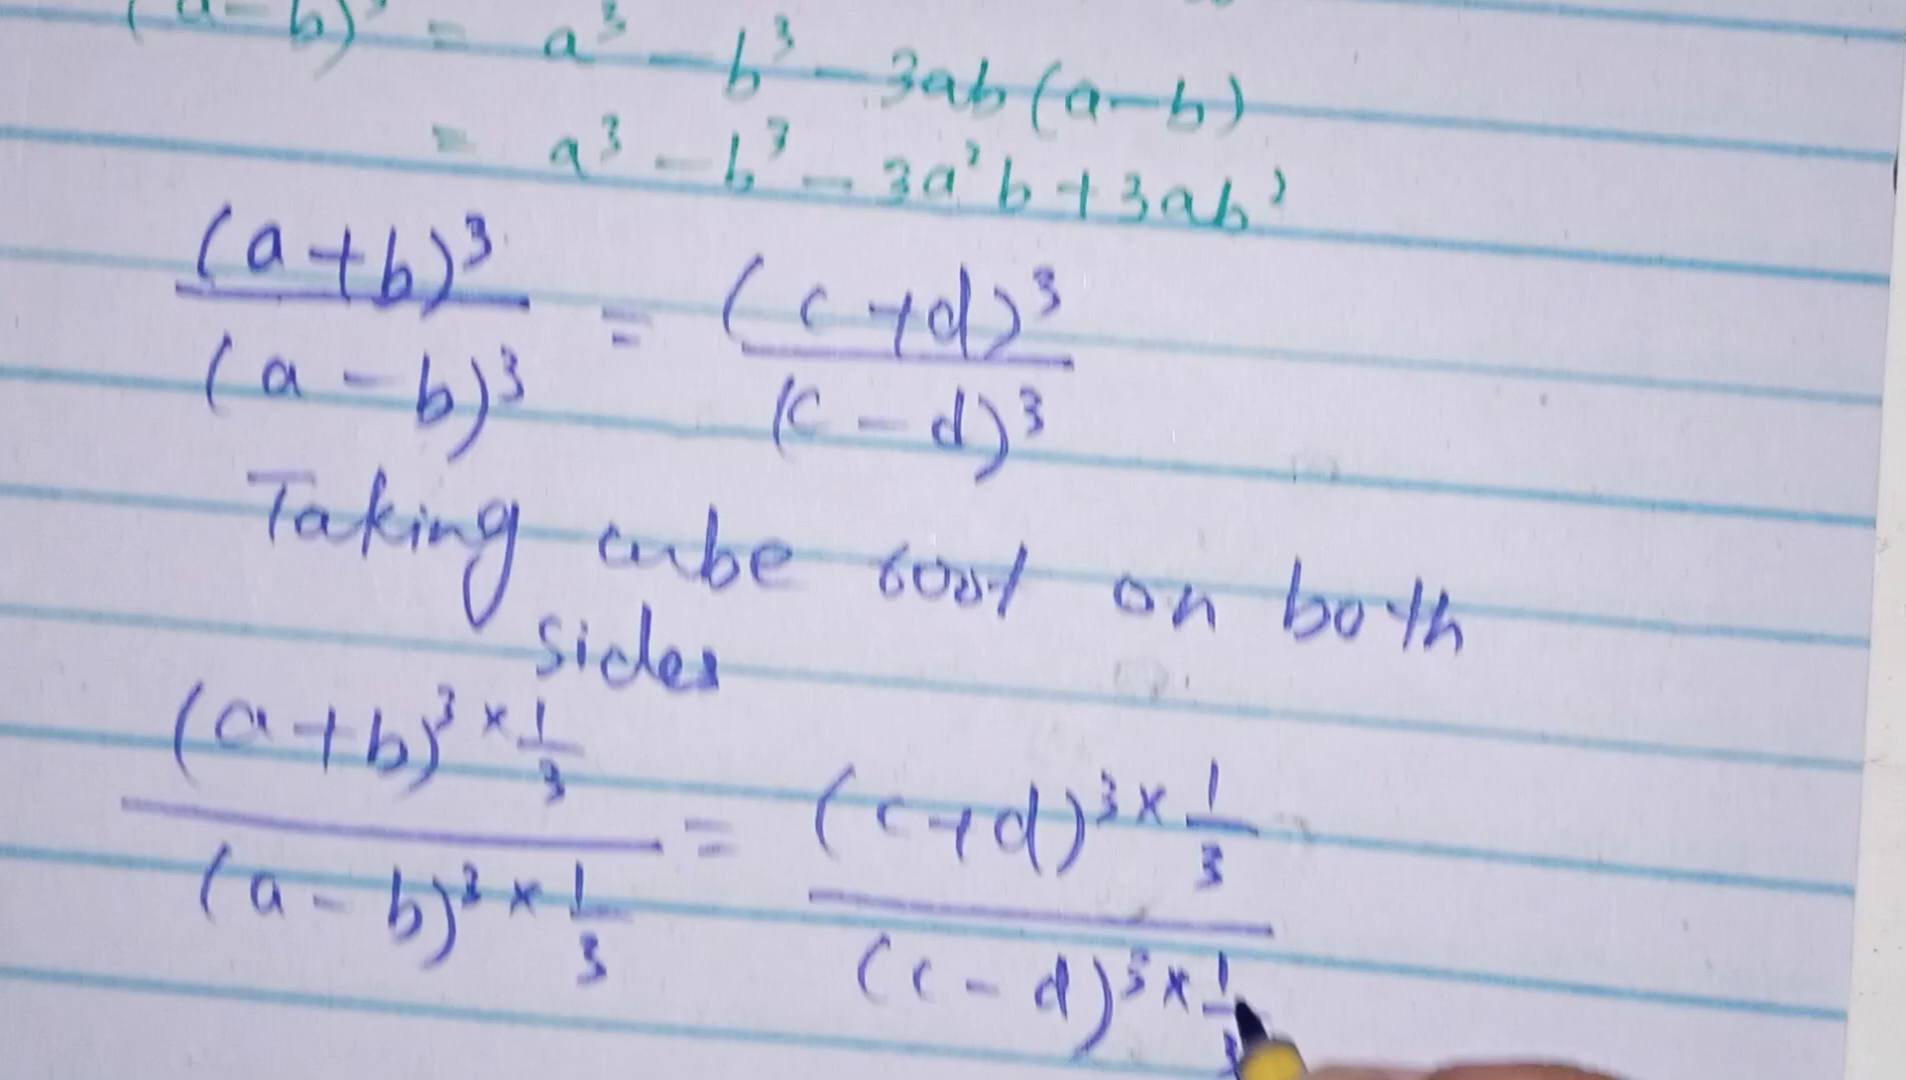 (a-b)³ = a³ - b³ - 3ab(a-b)
= a³ - b³ - 3a²b + 3ab²
(a+b)³ / (a-b)³ = (c+d)³ / (c-d)³
Taking cube root on both
sides
(a+b)³ × 1/3 / (a-b)³ × 1/3 = (c+d)³ × 1/3 / (c-d)³ × 1/3